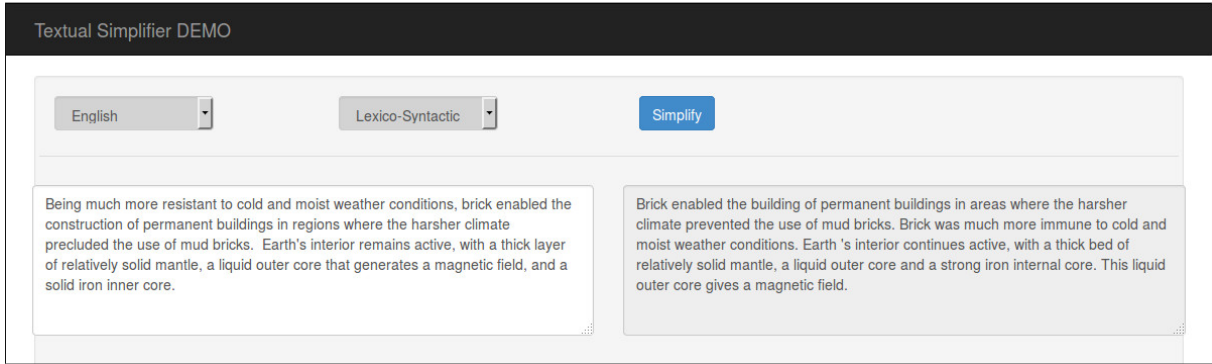 Textual Simplifier DEMO
English
Lexico-Syntactic
Simplify
Being much more resistant to cold and moist weather conditions, brick enabled the
construction of permanent buildings in regions where the harsher climate
precluded the use of mud bricks.  Earth's interior remains active, with a thick layer
of relatively solid mantle, a liquid outer core that generates a magnetic field, and a
solid iron inner core.
Brick enabled the building of permanent buildings in areas where the harsher
climate prevented the use of mud bricks. Brick was much more immune to cold and
moist weather conditions. Earth 's interior continues active, with a thick bed of
relatively solid mantle, a liquid outer core and a strong iron internal core. This liquid
outer core gives a magnetic field.